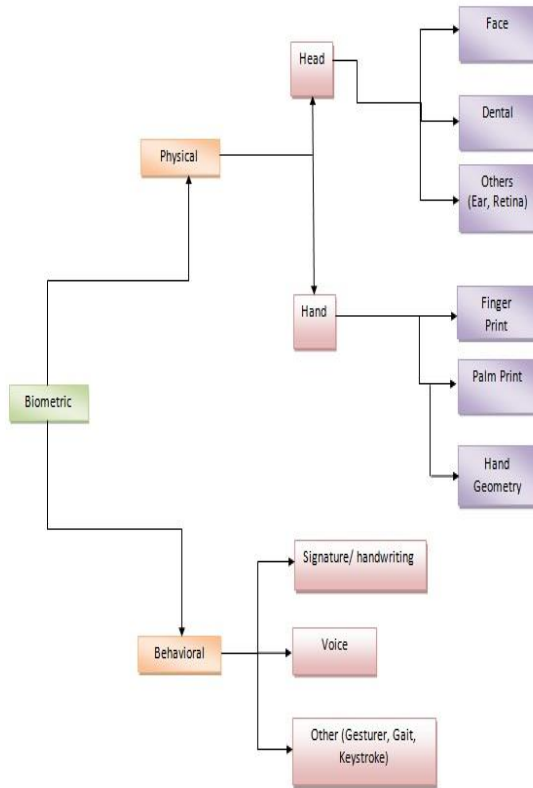 Face
Head
Dental
Physical
Others
(Ear, Retina)
Hand
Finger
Print
Palm Print
Biometric
Hand
Geometry
Signature/ handwriting
Behavioral
Voice
Other (Gesturer, Gait,
Keystroke)